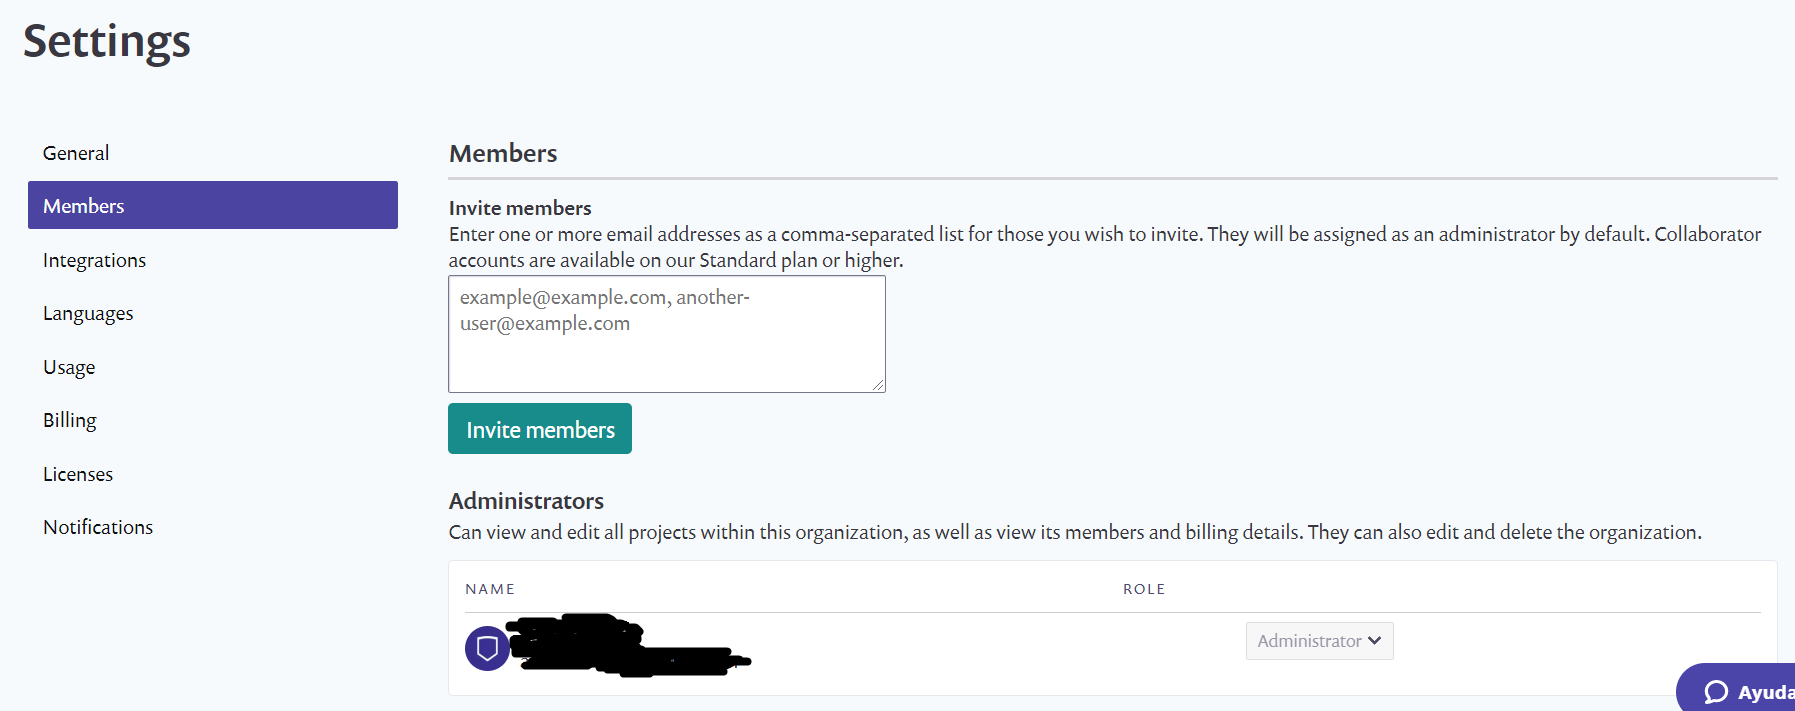 Settings
General
Members
Integrations
Languages
Usage
Billing
Licenses
Notifications
Members
Invite members
Enter one or more email addresses as a comma-separated list for those you wish to invite. They will be assigned as an administrator by default. Collaborator
accounts are available on our Standard plan or higher.
example@example.com, another-
user@example.com
Invite members
Administrators
Can view and edit all projects within this organization, as well as view its members and billing details. They can also edit and delete the organization.
NAME ROLE
Administrator
Ayuda